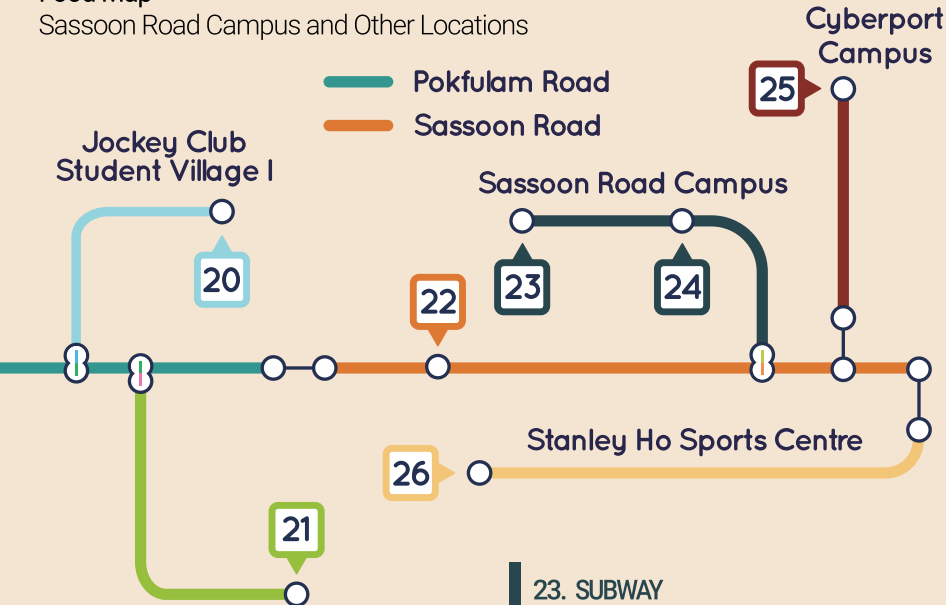 Food Map
Sassoon Road Campus and Other Locations
Cyberport
Campus
Pokfulam Road
25
Sassoon Road
Jockey Club
Student Village I
Sassoon Road Campus
20
22
23
24
Stanley Ho Sports Centre
26
21
23. SUBWAY